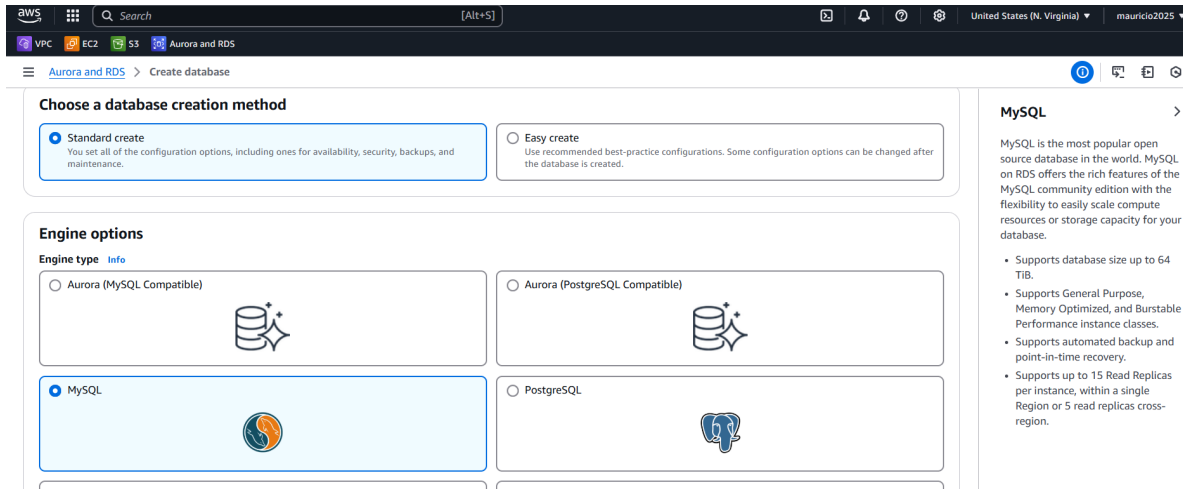 aws
Search
[Alt+S]
United States (N. Virginia) ▼
mauricio2025
VPC
EC2
S3
Aurora and RDS
Aurora and RDS > Create database
Choose a database creation method
Standard create
You set all of the configuration options, including ones for availability, security, backups, and
maintenance.
Easy create
Use recommended best-practice configurations. Some configuration options can be changed after
the database is created.
Engine options
Engine type Info
Aurora (MySQL Compatible)
Aurora (PostgreSQL Compatible)
MySQL
PostgreSQL
MySQL
MySQL is the most popular open
source database in the world. MySQL
on RDS offers the rich features of the
MySQL community edition with the
flexibility to easily scale compute
resources or storage capacity for your
database.
• Supports database size up to 64
TiB.
• Supports General Purpose,
Memory Optimized, and Burstable
Performance instance classes.
• Supports automated backup and
point-in-time recovery.
• Supports up to 15 Read Replicas
per instance, within a single
Region or 5 read replicas cross-
region.